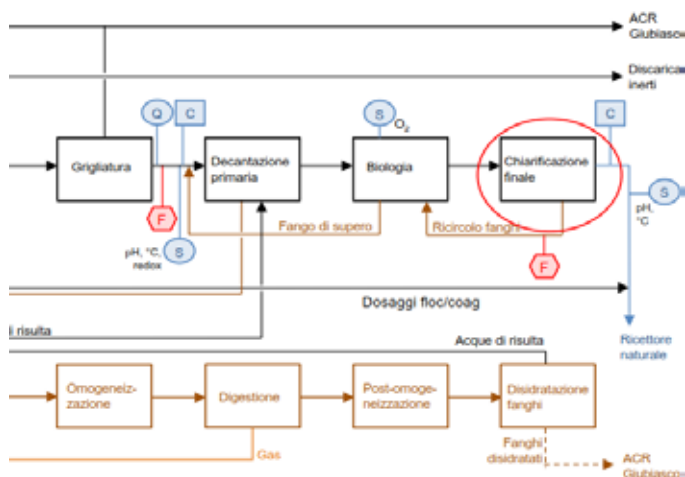 ACR
Giubiasco
Discarica
inerti
Q
C
S
O₂
C
Grigliatura
Decantazione
primaria
Biologia
Chiarificazione
finale
S
F
Fango di supero
Ricircolo fanghi
pH,
°C
pH, °C,
redox
S
F
Dosaggi floc/coag
i risulta
Acque di risulta
Ricettore
naturale
Omogeneiz-
zazione
Digestione
Post-omoge-
neizzazione
Disidratazione
fanghi
Gas
Fanghi
disidratati
ACR
Giubiasco